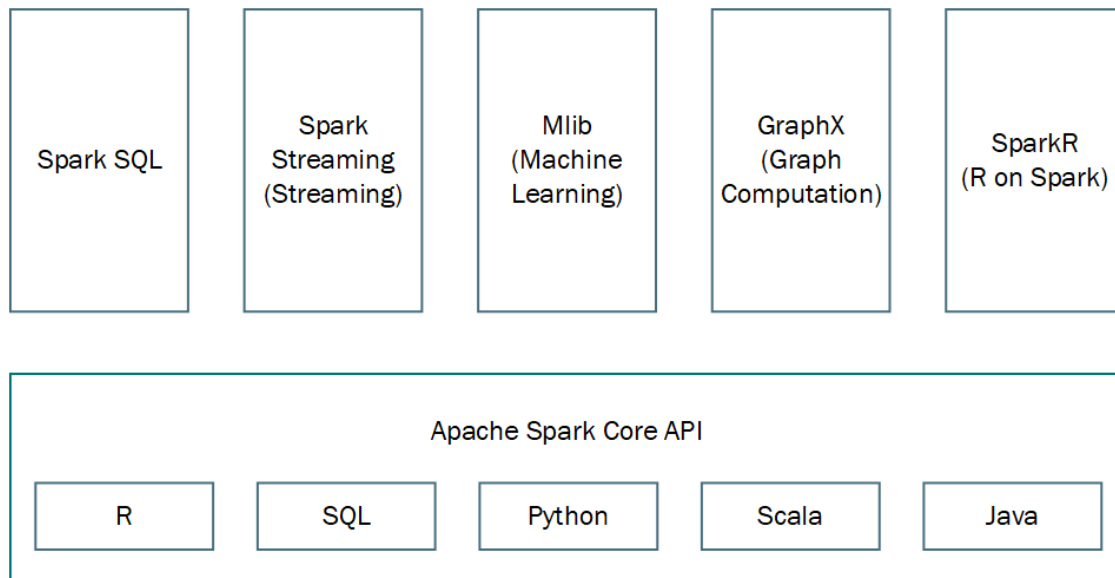 Spark SQL
Spark
Streaming
(Streaming)
Mlib
(Machine
Learning)
GraphX
(Graph
Computation)
SparkR
(R on Spark)
Apache Spark Core API
R
SQL
Python
Scala
Java